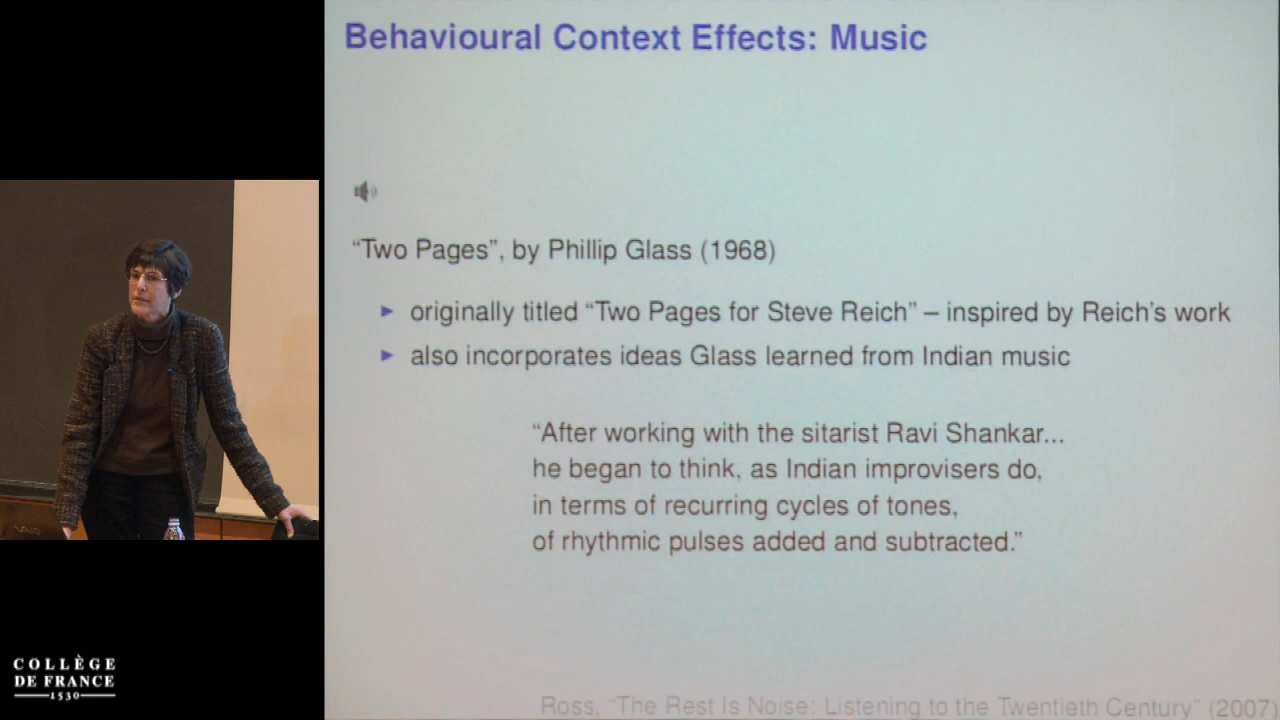 Behavioural Context Effects: Music
“Two Pages”, by Phillip Glass (1968)
originally titled “Two Pages for Steve Reich” – inspired by Reich’s work
also incorporates ideas Glass learned from Indian music
“After working with the sitarist Ravi Shankar...
he began to think, as Indian improvisers do,
in terms of recurring cycles of tones,
of rhythmic pulses added and subtracted.”
Ross, “The Rest Is Noise: Listening to the Twentieth Century” (2007)
VAIO
COLLÈGE
DE FRANCE
1530